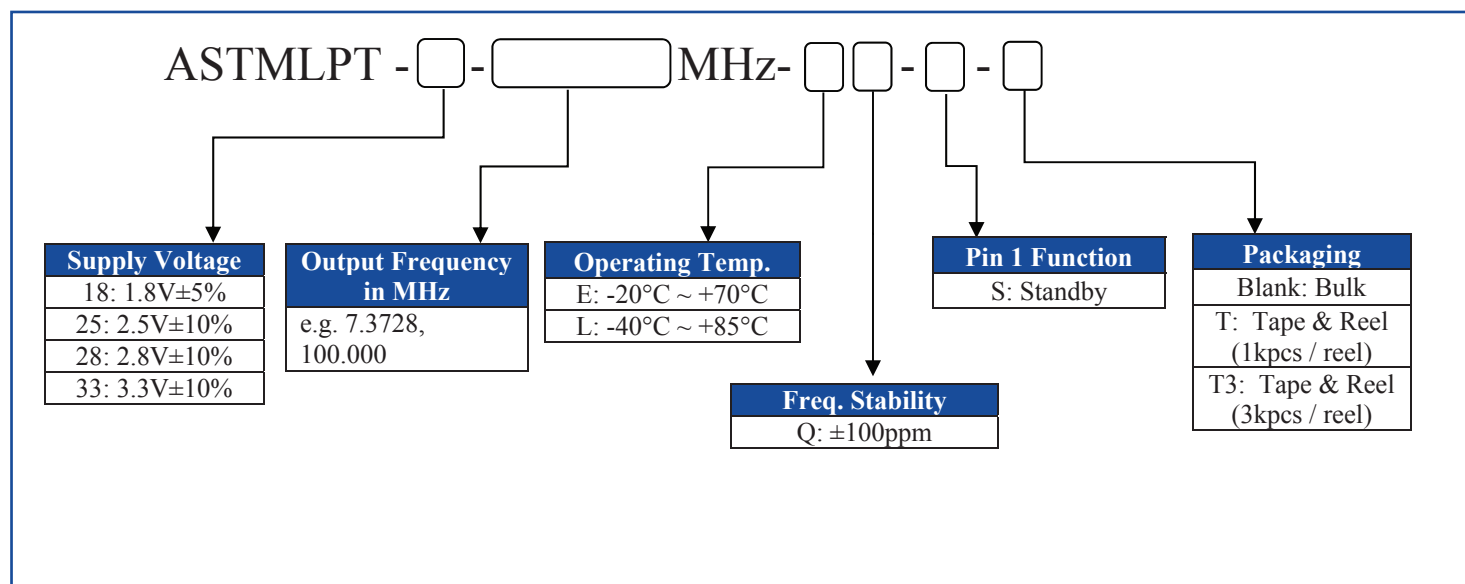 ASTMLPT - - MHz- - -
Supply Voltage
18: 1.8V±5%
25: 2.5V±10%
28: 2.8V±10%
33: 3.3V±10%
Output Frequency
in MHz
e.g. 7.3728,
100.000
Operating Temp.
E: -20°C ~ +70°C
L: -40°C ~ +85°C
Freq. Stability
Q: ±100ppm
Pin 1 Function
S: Standby
Packaging
Blank: Bulk
T: Tape & Reel
(1kpcs / reel)
T3: Tape & Reel
(3kpcs / reel)